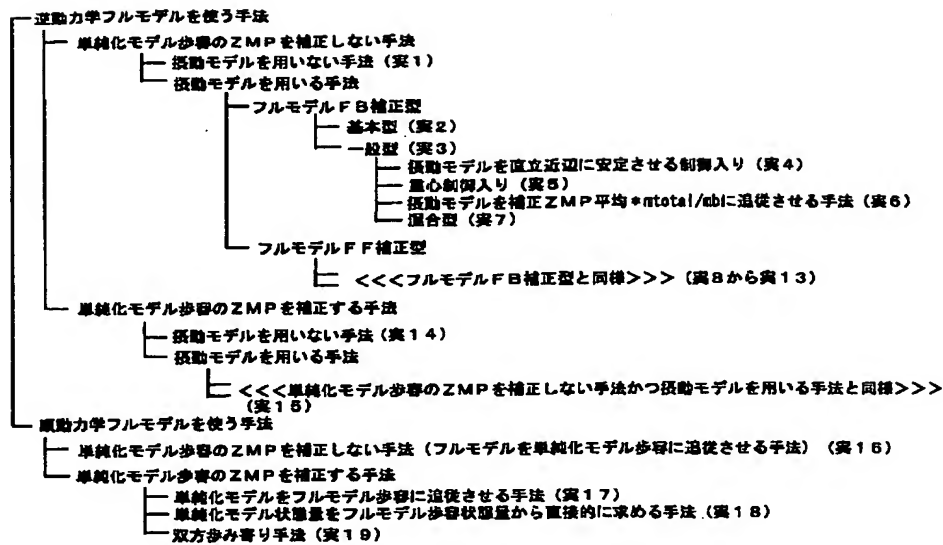 逆動力学フルモデルを使う手法
単純化モデル歩容のZMPを補正しない手法
摂動モデルを用いない手法(実1)
摂動モデルを用いる手法
フルモデルFB補正型
基本型(実2)
一般型(実3)
摂動モデルを直立近辺に安定させる制御入り(実4)
重心制御入り(実5)
摂動モデルを補正ZMP平均*mtotal/mbに追従させる手法(実6)
混合型(実7)
フルモデルFF補正型
<<<フルモデルFB補正型と同様>>>(実8から実13)
単純化モデル歩容のZMPを補正する手法
摂動モデルを用いない手法(実14)
摂動モデルを用いる手法
<<<単純化モデル歩容のZMPを補正しない手法かつ摂動モデルを用いる手法と同様>>>
(実15)
順動力学フルモデルを使う手法
単純化モデル歩容のZMPを補正しない手法(フルモデルを単純化モデル歩容に追従させる手法)(実16)
単純化モデル歩容のZMPを補正する手法
単純化モデルをフルモデル歩容に追従させる手法(実17)
単純化モデル状態量をフルモデル歩容状態量から直接的に求める手法(実18)
双方歩み寄り手法(実19)